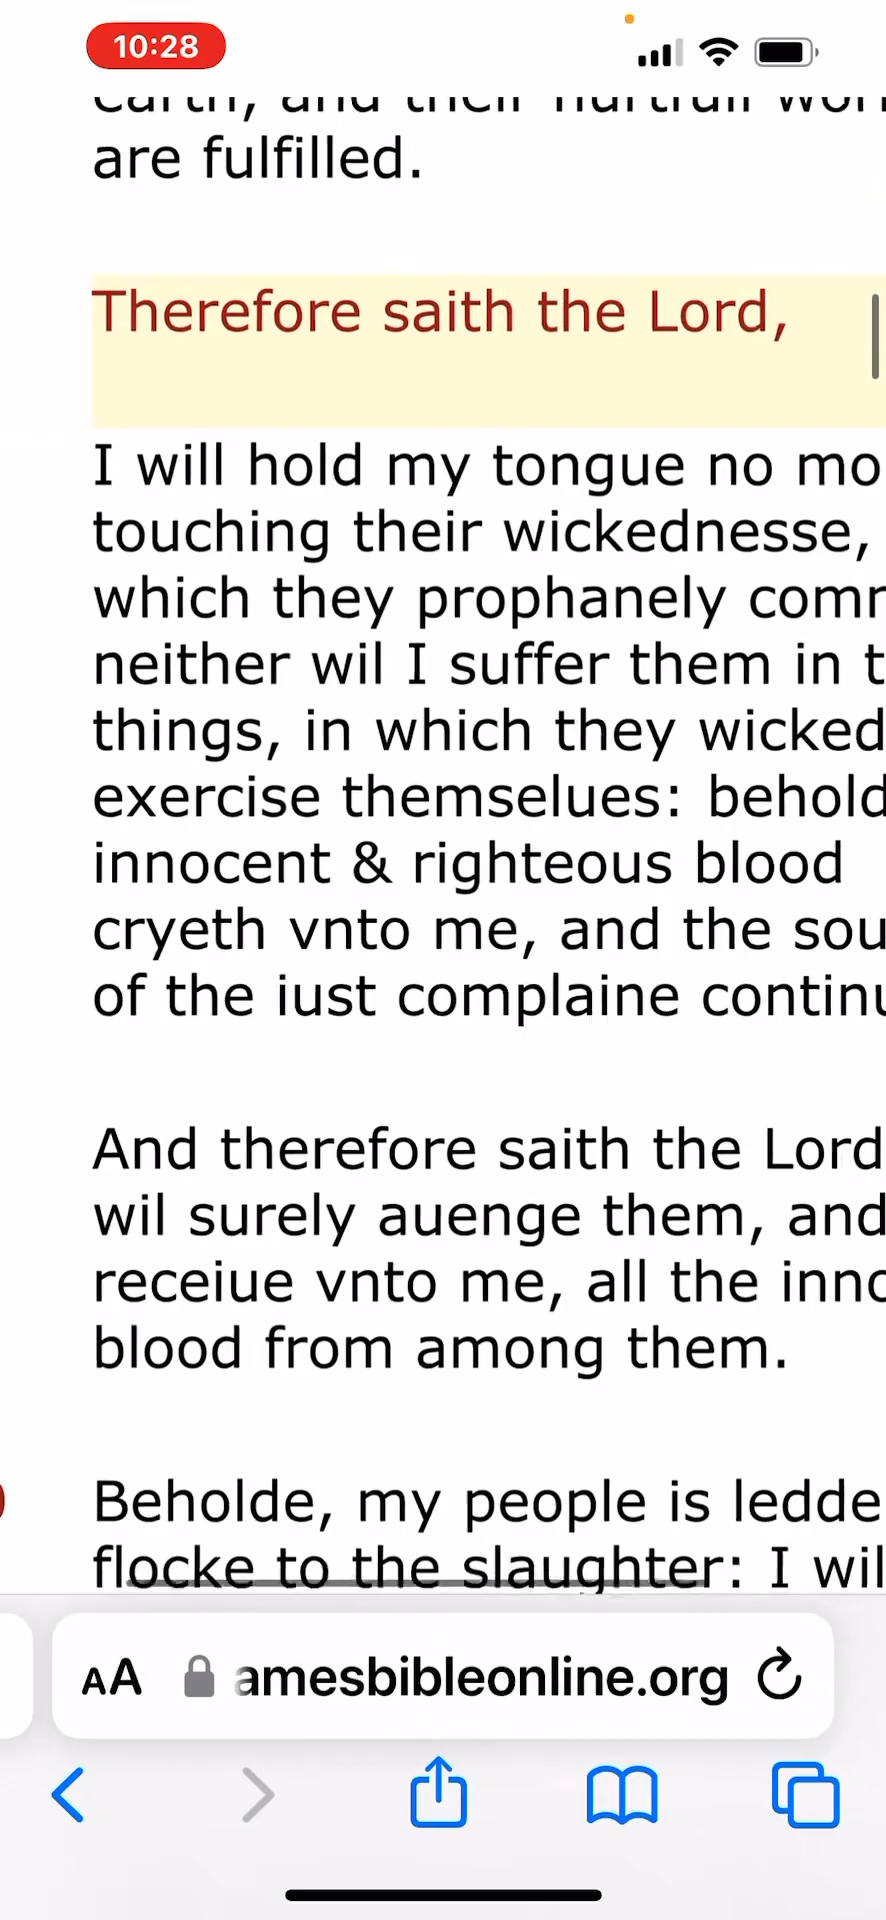 10:28
are fulfilled.
Therefore saith the Lord,
I will hold my tongue no mo
touching their wickednesse,
which they prophanely com
neither wil I suffer them in t
things, in which they wicked
exercise themselues: behold
innocent & righteous blood
cryeth vnto me, and the sou
of the iust complaine continu
And therefore saith the Lord
wil surely auenge them, and
receiue vnto me, all the inno
blood from among them.
Beholde, my people is ledde
flocke to the slaughter: I wil
AA amesbibleonline.org